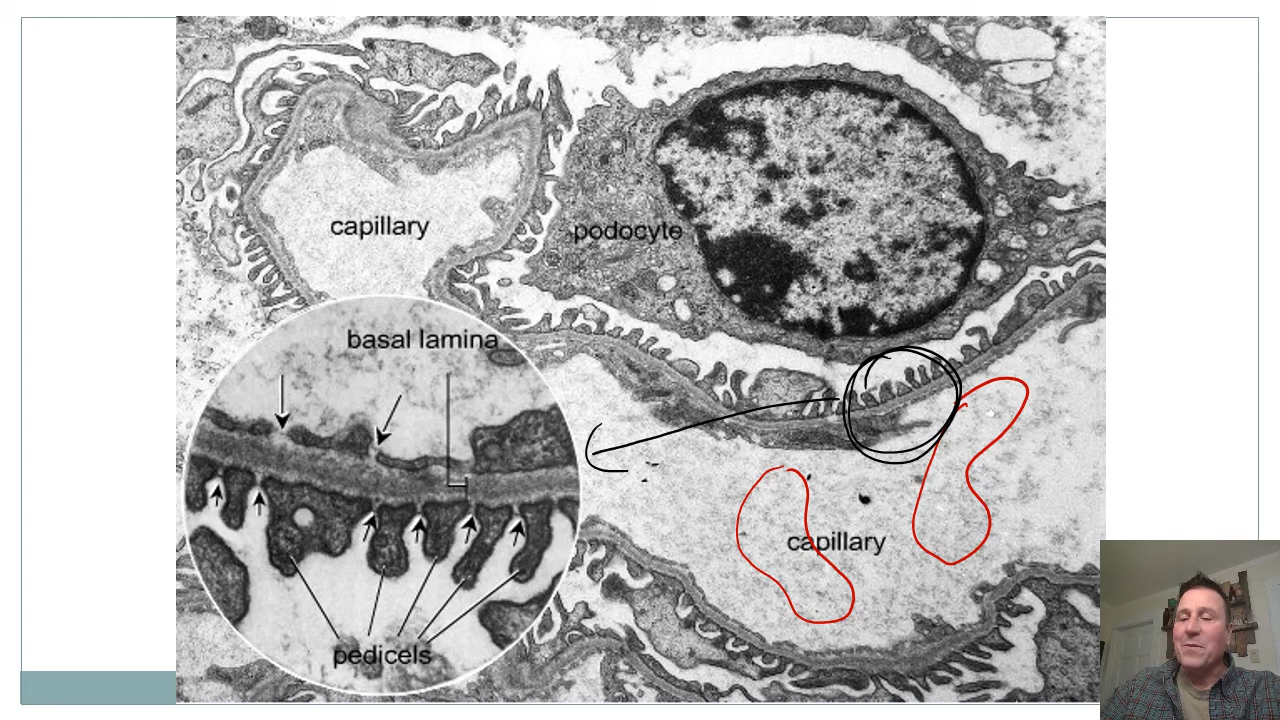 capillary
podocyte
basal lamina
capillary
pedicels